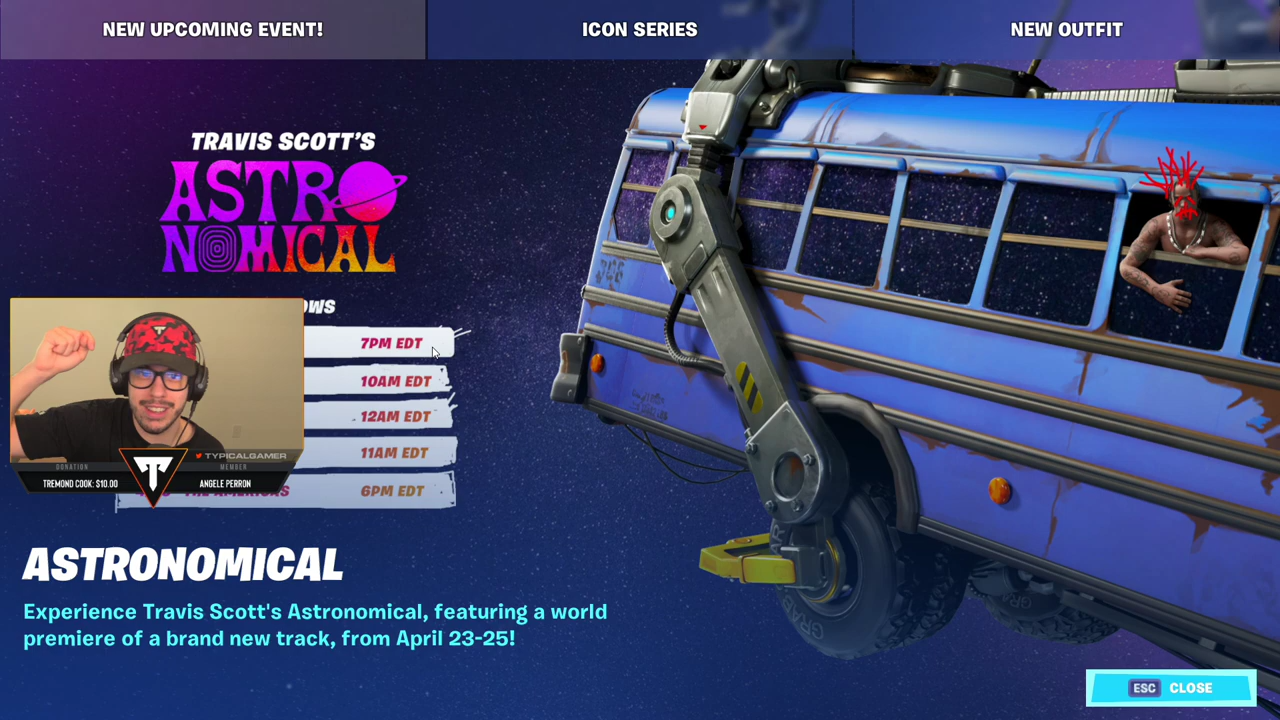 NEW UPCOMING EVENT!
ICON SERIES
NEW OUTFIT
TRAVIS SCOTT'S
ASTRO
NOMICAL
7PM EDT
10AM EDT
12AM EDT
11AM EDT
6PM EDT
TYPICALGAMER
DONATION
MEMBER
TREMOND COOK: $10.00
ANGELE PERRON
ASTRONOMICAL
Experience Travis Scott's Astronomical, featuring a world
premiere of a brand new track, from April 23-25!
ESC CLOSE